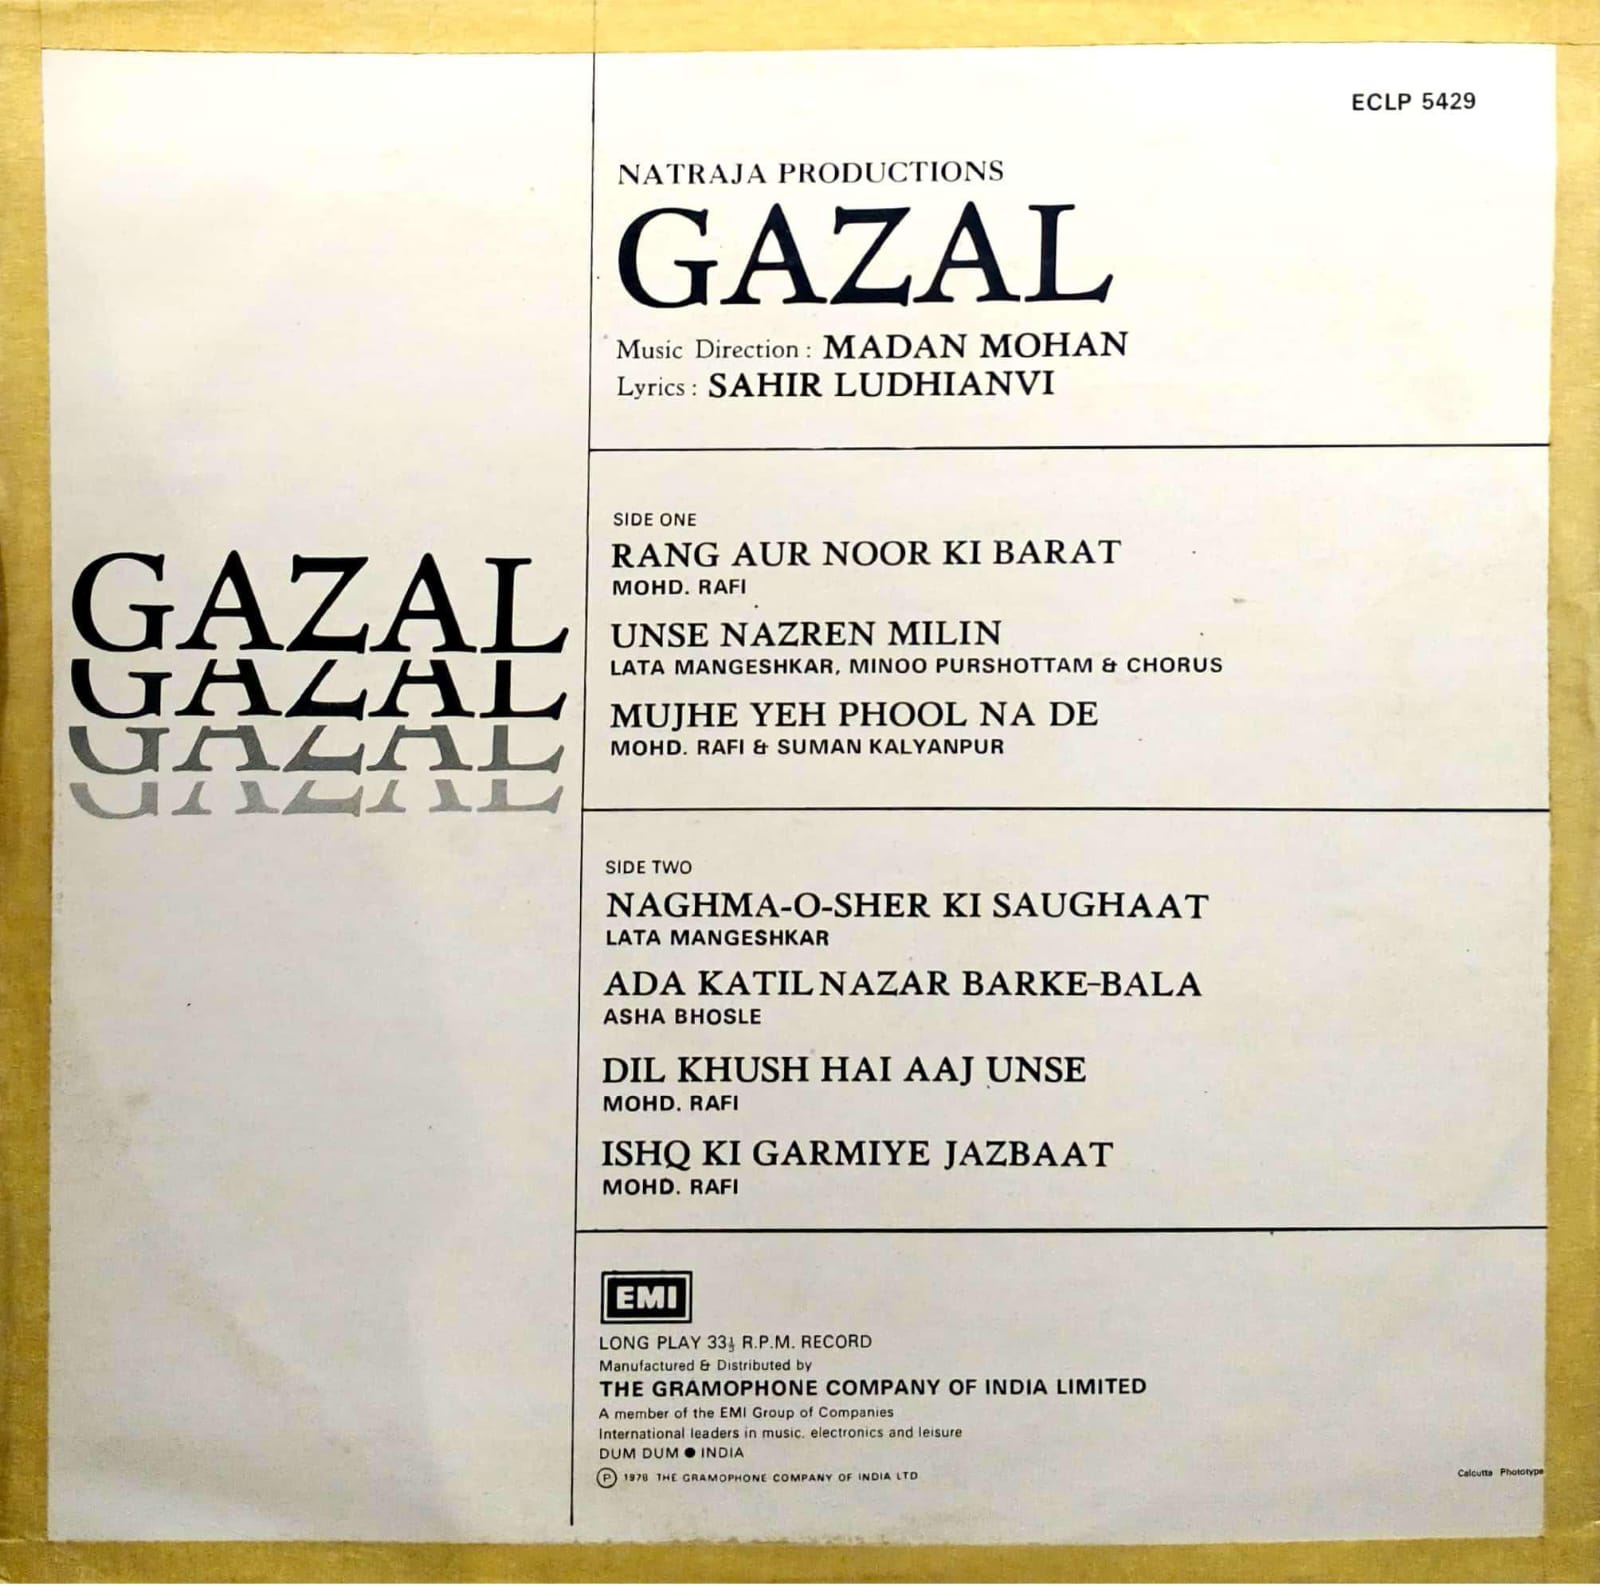 ECLP 5429
NATRAJA PRODUCTIONS
GAZAL
Music Direction : MADAN MOHAN
Lyrics : SAHIR LUDHIANVI
GAZAL
GAZAL
GAZAL
GAZAL
SIDE ONE
RANG AUR NOOR KI BARAT
MOHD. RAFI
UNSE NAZREN MILIN
LATA MANGESHKAR, MINOO PURSHOTTAM & CHORUS
MUJHE YEH PHOOL NA DE
MOHD. RAFI & SUMAN KALYANPUR
SIDE TWO
NAGHMA-O-SHER KI SAUGHAAT
LATA MANGESHKAR
ADA KATIL NAZAR BARKE-BALA
ASHA BHOSLE
DIL KHUSH HAI AAJ UNSE
MOHD. RAFI
ISHQ KI GARMIYE JAZBAAT
MOHD. RAFI
EMI
LONG PLAY 33⅓ R.P.M. RECORD
Manufactured & Distributed by
THE GRAMOPHONE COMPANY OF INDIA LIMITED
A member of the EMI Group of Companies
International leaders in music, electronics and leisure
DUM DUM ● INDIA
Ⓟ 1978 THE GRAMOPHONE COMPANY OF INDIA LTD
Calcutta Phototype